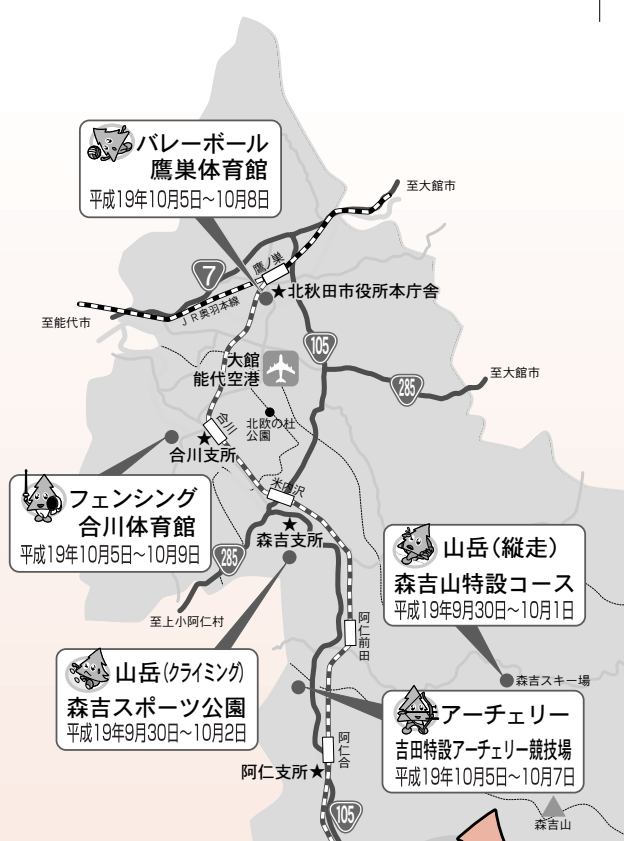 バレーボール
鷹巣体育館
平成19年10月5日~10月8日
至大館市
7
鷹ノ巣
★北秋田市役所本庁舎
JR奥羽本線
至能代市
105
大館
能代空港
至大館市
285
北欧の杜
公園
合川
★
合川支所
米内沢
フェンシング
合川体育館
平成19年10月5日~10月9日
★
森吉支所
285
山岳(縦走)
森吉山特設コース
平成19年9月30日~10月1日
至上小阿仁村
阿仁前田
山岳(クライミング)
森吉スポーツ公園
平成19年9月30日~10月2日
森吉スキー場
アーチェリー
吉田特設アーチェリー競技場
平成19年10月5日~10月7日
阿仁合
阿仁支所★
105
森吉山